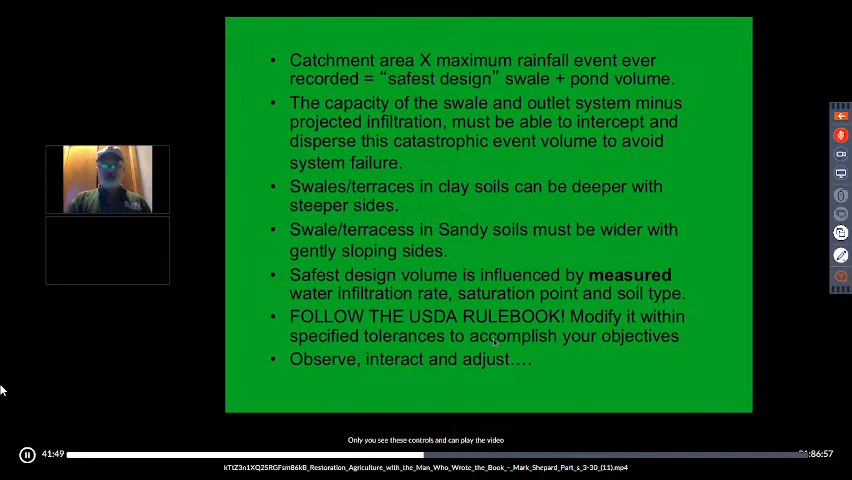 • Catchment area X maximum rainfall event ever
recorded = “safest design” swale + pond volume.
• The capacity of the swale and outlet system minus
projected infiltration, must be able to intercept and
disperse this catastrophic event volume to avoid
system failure.
• Swales/terraces in clay soils can be deeper with
steeper sides.
• Swale/terracess in Sandy soils must be wider with
gently sloping sides.
• Safest design volume is influenced by measured
water infiltration rate, saturation point and soil type.
• FOLLOW THE USDA RULEBOOK! Modify it within
specified tolerances to accomplish your objectives
• Observe, interact and adjust….
Only you see these controls and can play the video
41:49
86:57